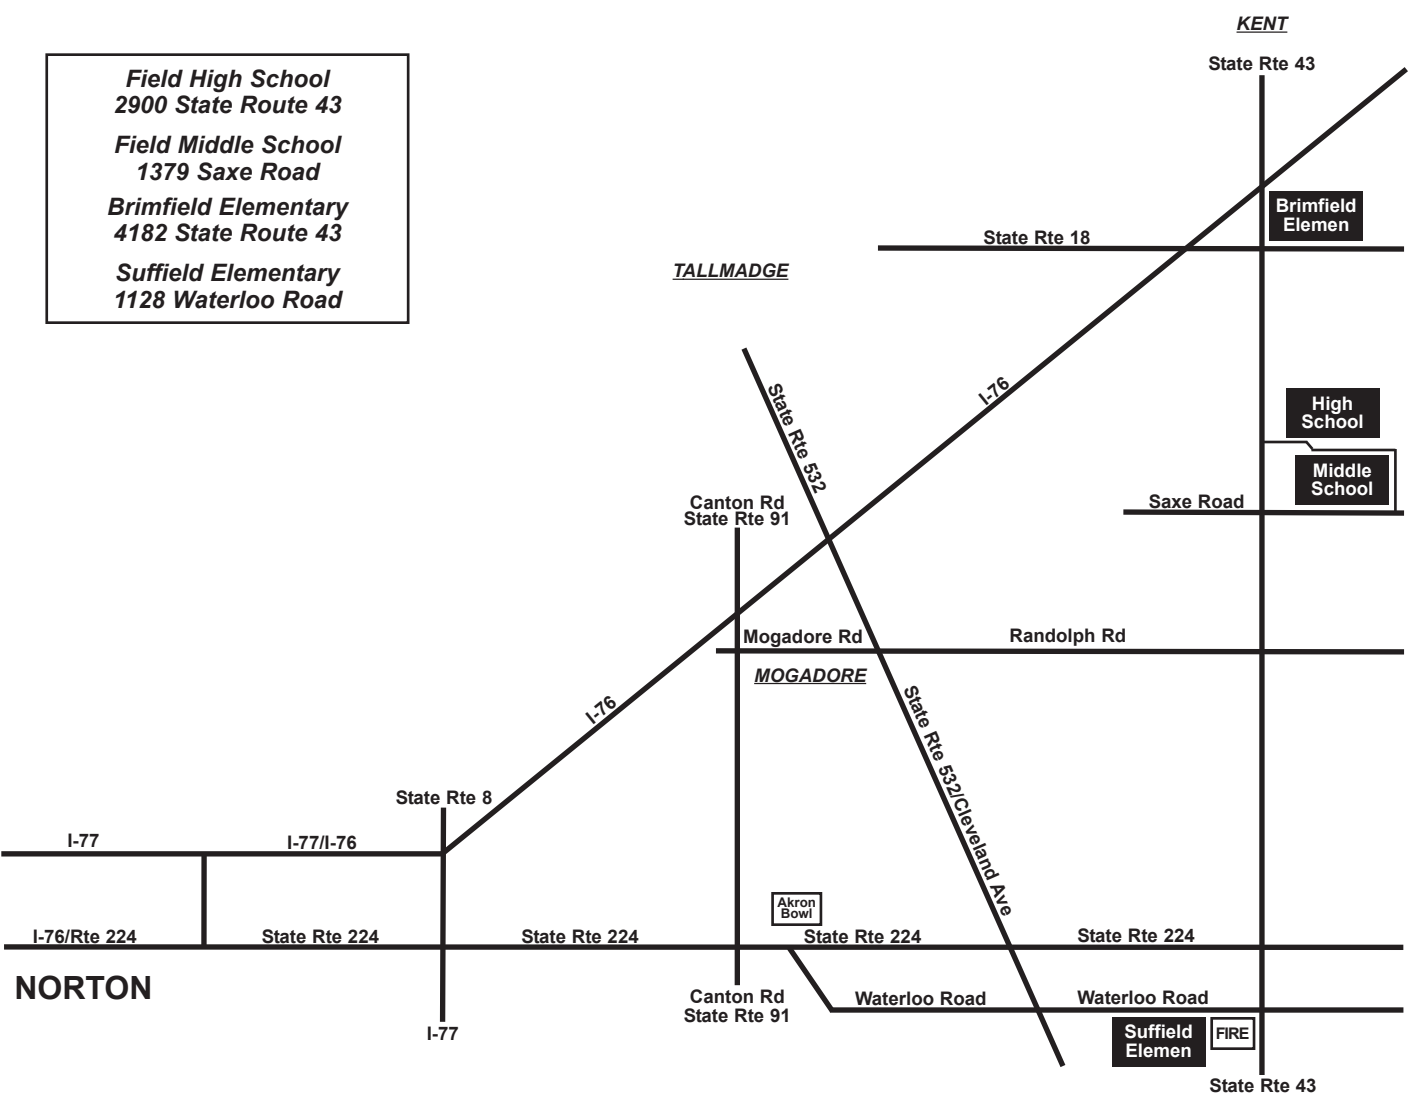 KENT
State Rte 43
Field High School
2900 State Route 43
Field Middle School
1379 Saxe Road
Brimfield Elementary
4182 State Route 43
Suffield Elementary
1128 Waterloo Road
Brimfield
Elemen
State Rte 18
TALLMADGE
State Rte 532
I-76
High
School
Middle
School
Canton Rd
State Rte 91
Saxe Road
Mogadore Rd
Randolph Rd
MOGADORE
I-76
State Rte 532/Cleveland Ave
State Rte 8
I-77
I-77/I-76
Akron
Bowl
I-76/Rte 224
State Rte 224
State Rte 224
State Rte 224
State Rte 224
NORTON
Canton Rd
State Rte 91
Waterloo Road
Waterloo Road
I-77
Suffield
Elemen
FIRE
State Rte 43